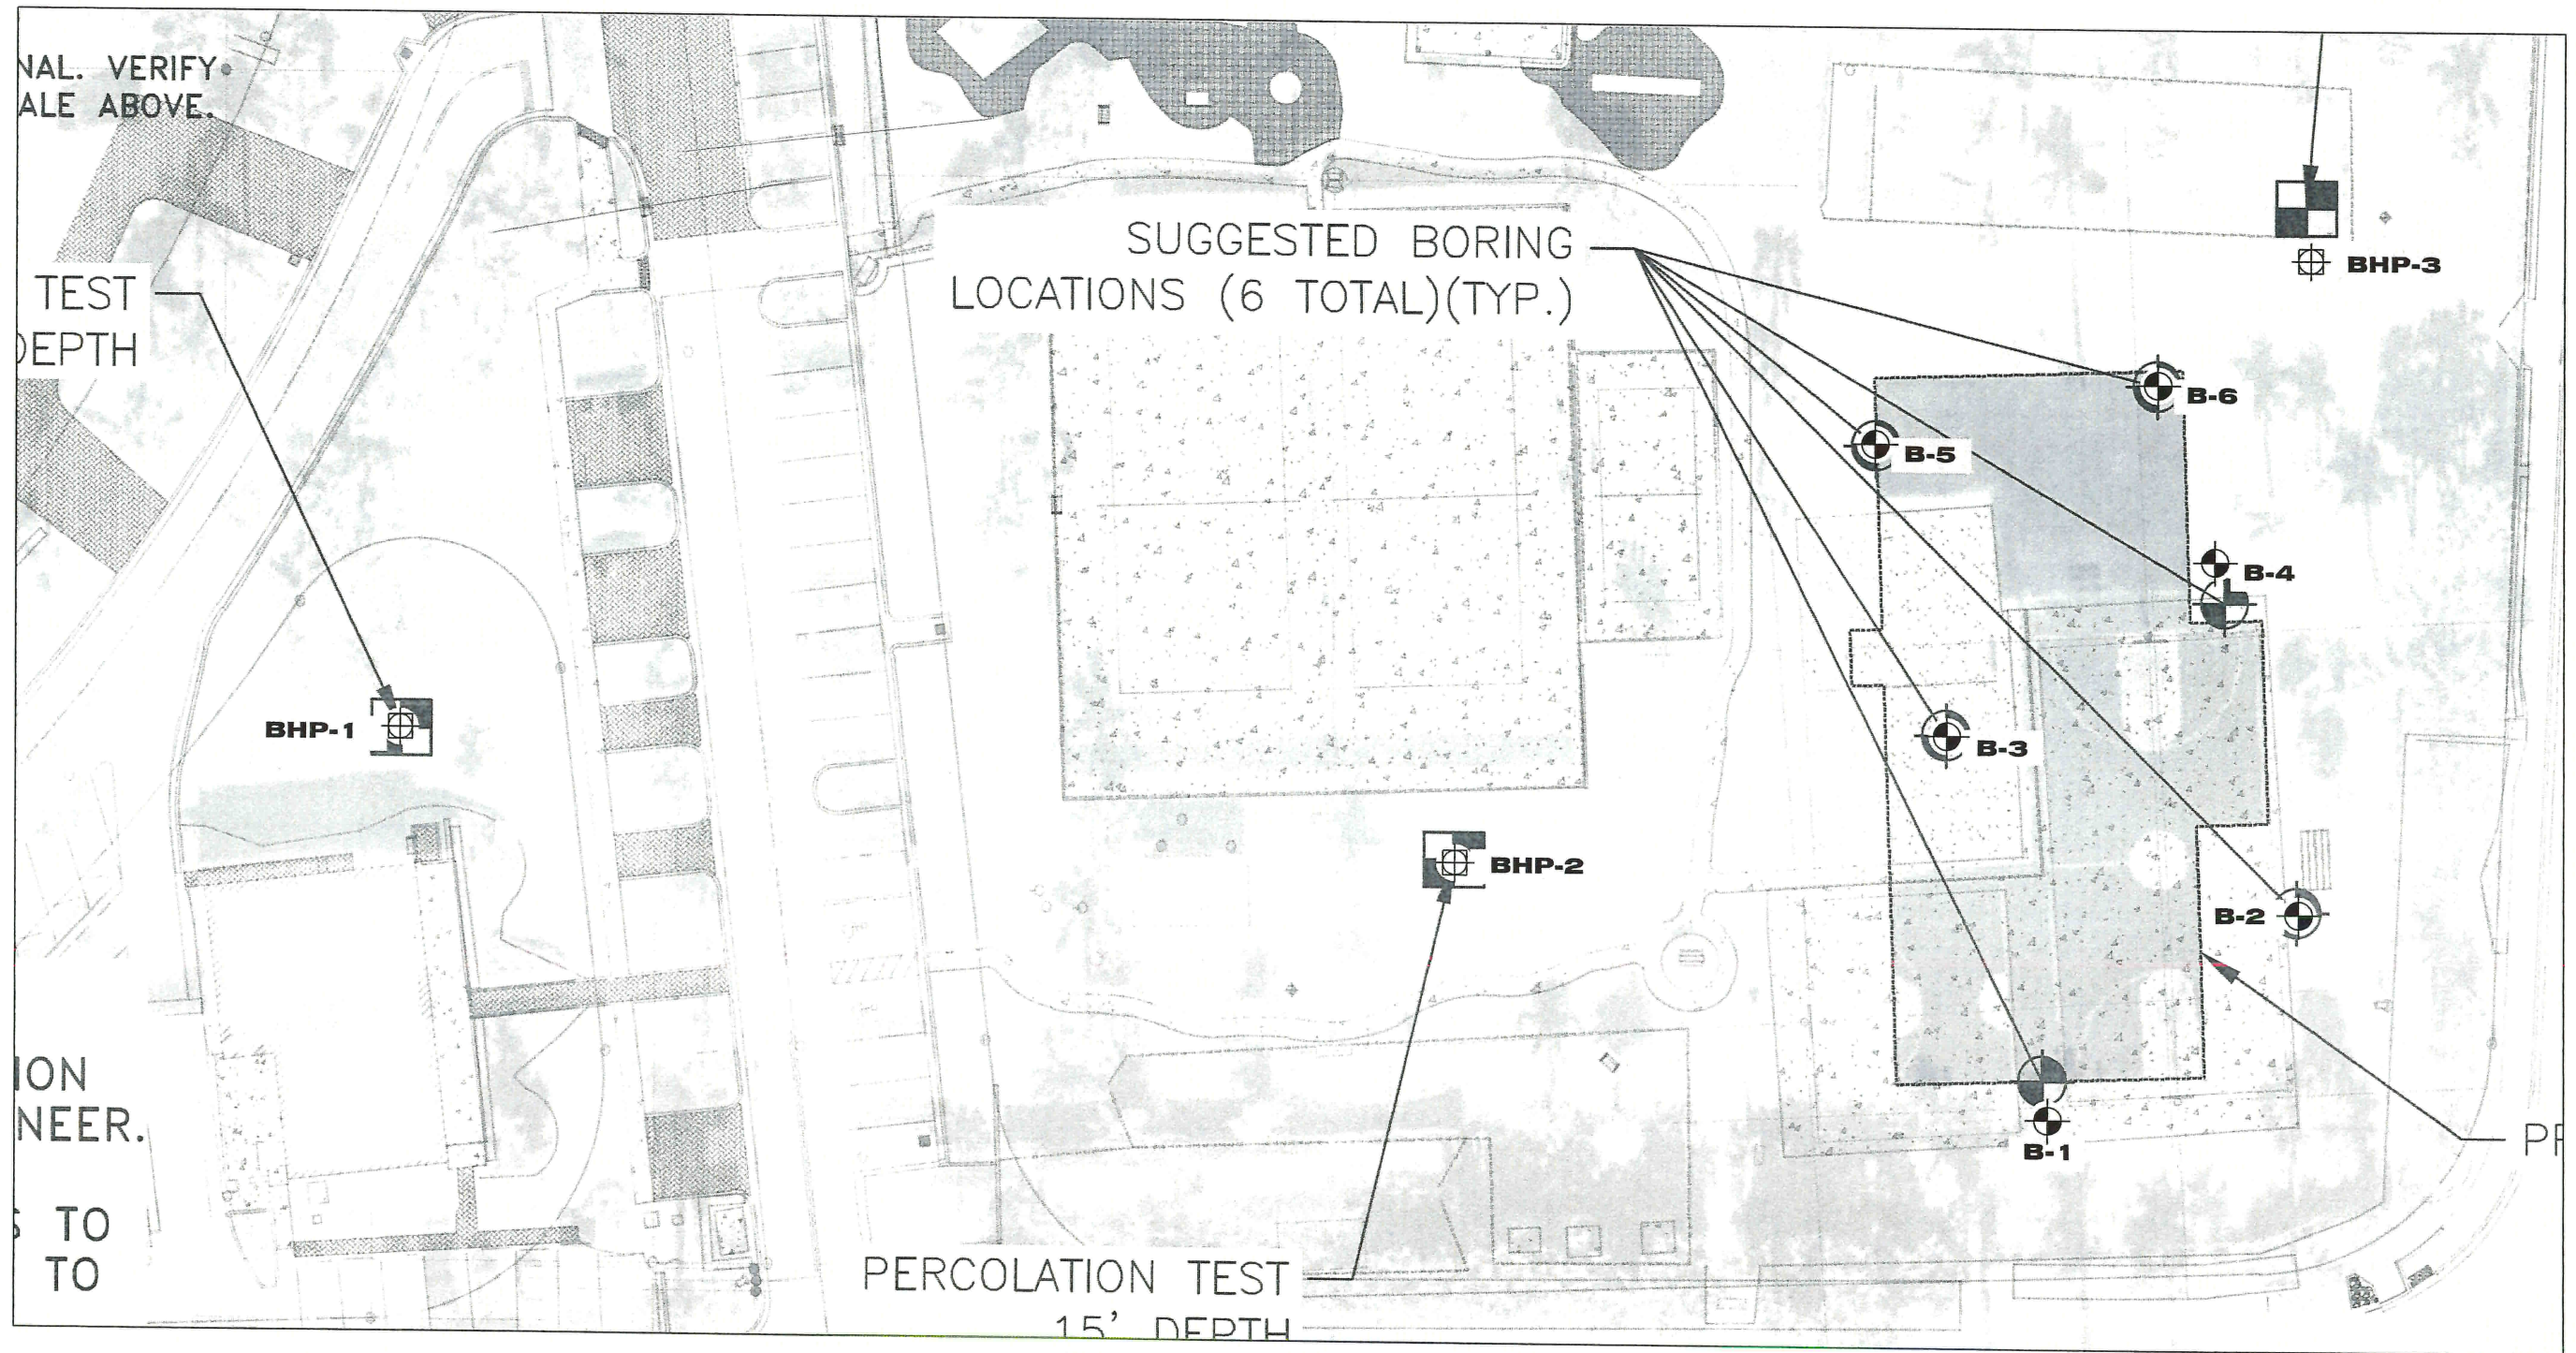 NAL. VERIFY
ALE ABOVE.
TEST
DEPTH
SUGGESTED BORING
LOCATIONS (6 TOTAL)(TYP.)
BHP-3
B-6
B-5
B-4
BHP-1
B-3
BHP-2
B-2
ION
NEER.
B-1
S TO
TO
PERCOLATION TEST
15' DEPTH